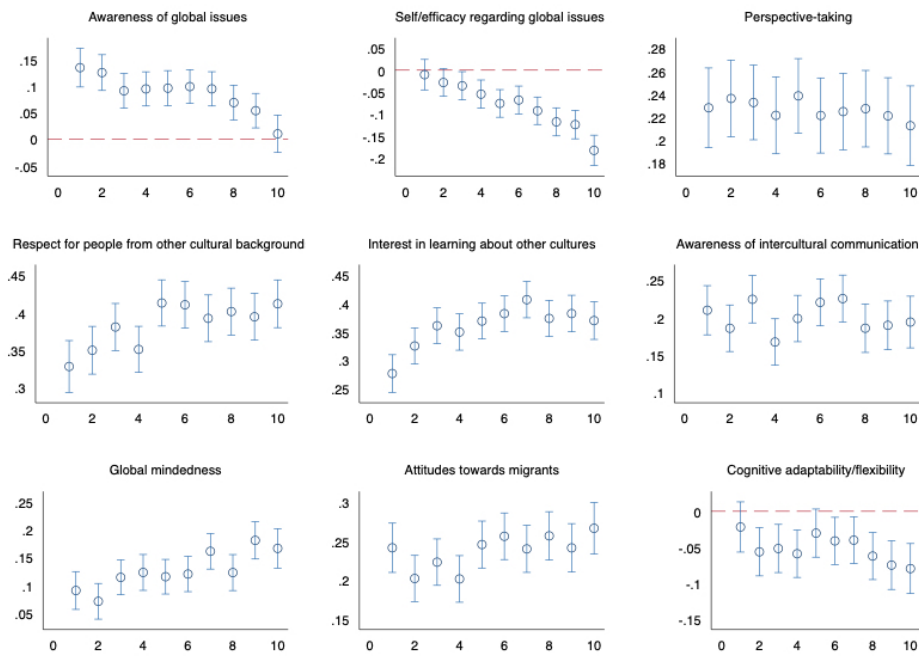 Awareness of global issues
.15
.1
.05
0
-.05
0 2 4 6 8 10
Self/efficacy regarding global issues
.05
0
-.05
-.1
-.15
-.2
0 2 4 6 8 10
Perspective-taking
.28
.26
.24
.22
.2
.18
0 2 4 6 8 10
Respect for people from other cultural background
.45
.4
.35
.3
0 2 4 6 8 10
Interest in learning about other cultures
.45
.4
.35
.3
.25
0 2 4 6 8 10
Awareness of intercultural communication
.25
.2
.15
.1
0 2 4 6 8 10
Global mindedness
.25
.2
.15
.1
.05
0 2 4 6 8 10
Attitudes towards migrants
.3
.25
.2
.15
0 2 4 6 8 10
Cognitive adaptability/flexibility
0
-.05
-.1
-.15
0 2 4 6 8 10